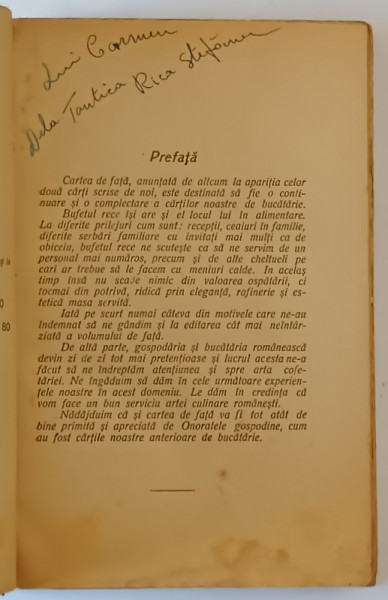 Lui Carmen
Dela Tantica Rica Ștefănescu
Prefaţă
Cartea de faţă, anunţată de altcum la apariţia celor
două cărţi scrise de noi, este destinată să fie o conti-
nuare şi o complectare a cărţilor noastre de bucătărie.
Bufetul rece îşi are şi el locul lui în alimentare.
La diferite prilejuri cum sunt: recepţii, ceaiuri în familie,
diferite serbări familiare cu invitaţi mai mulţi ca de
obiceiu, bufetul rece ne scuteşte ca să ne servim de un
personal mai număros, precum şi de alte cheltueli pe
cari ar trebue să le facem cu meniuri calde. In acelaş
timp însă nu scade nimic din valoarea ospătării, ci
tocmai din potrivă, ridică prin eleganţă, rafinerie şi es-
tetică masa servită.
Iată pe scurt numai câteva din motivele care ne-au
îndemnat să ne gândim şi la editarea cât mai neîntâr-
ziată a volumului de faţă.
De altă parte, gospodăria şi bucătăria românească
devin zi de zi tot mai pretenţioase şi lucrul acesta ne-a
făcut să ne îndreptăm atenţiunea şi spre arta cofe-
tăriei. Ne îngăduim să dăm în cele următoare experien-
ţele noastre în acest domeniu. Le dăm în credinţa că
vom face un bun serviciu artei culinare româneşti.
Nădăjduim că şi cartea de faţă va fi tot atât de
bine primită şi apreciată de Onoratele gospodine, cum
au fost cărţile noastre anterioare de bucătărie.
80